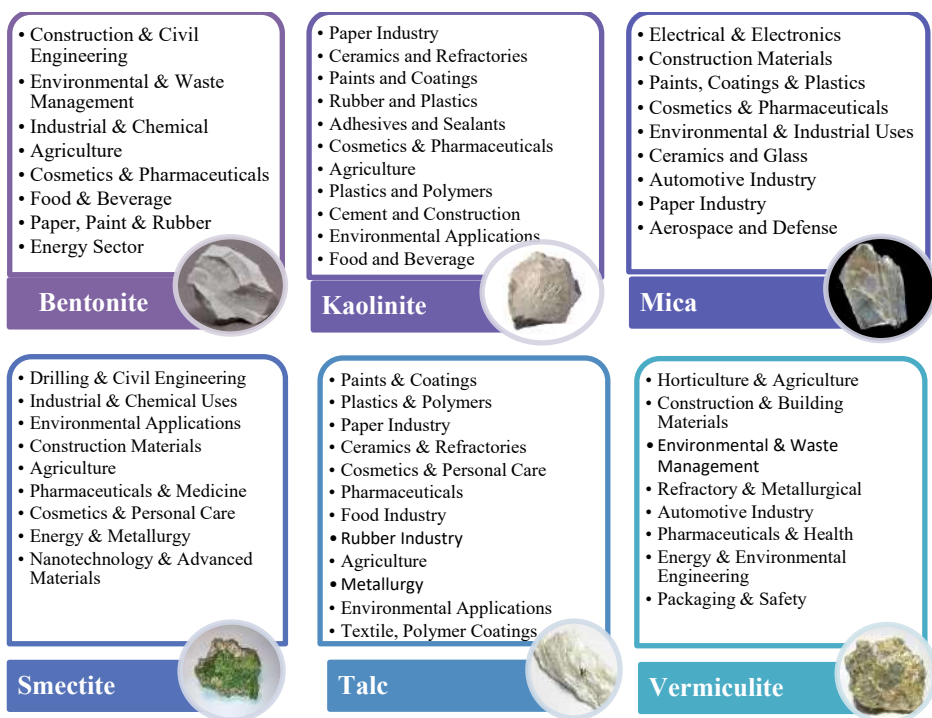 • Construction & Civil
Engineering
• Environmental & Waste
Management
• Industrial & Chemical
• Agriculture
• Cosmetics & Pharmaceuticals
• Food & Beverage
• Paper, Paint & Rubber
• Energy Sector
Bentonite
• Paper Industry
• Ceramics and Refractories
• Paints and Coatings
• Rubber and Plastics
• Adhesives and Sealants
• Cosmetics & Pharmaceuticals
• Agriculture
• Plastics and Polymers
• Cement and Construction
• Environmental Applications
• Food and Beverage
Kaolinite
• Electrical & Electronics
• Construction Materials
• Paints, Coatings & Plastics
• Cosmetics & Pharmaceuticals
• Environmental & Industrial Uses
• Ceramics and Glass
• Automotive Industry
• Paper Industry
• Aerospace and Defense
Mica
• Drilling & Civil Engineering
• Industrial & Chemical Uses
• Environmental Applications
• Construction Materials
• Agriculture
• Pharmaceuticals & Medicine
• Cosmetics & Personal Care
• Energy & Metallurgy
• Nanotechnology & Advanced
Materials
Smectite
• Paints & Coatings
• Plastics & Polymers
• Paper Industry
• Ceramics & Refractories
• Cosmetics & Personal Care
• Pharmaceuticals
• Food Industry
• Rubber Industry
• Agriculture
• Metallurgy
• Environmental Applications
• Textile, Polymer Coatings
Talc
• Horticulture & Agriculture
• Construction & Building
Materials
• Environmental & Waste
Management
• Refractory & Metallurgical
• Automotive Industry
• Pharmaceuticals & Health
• Energy & Environmental
Engineering
• Packaging & Safety
Vermiculite